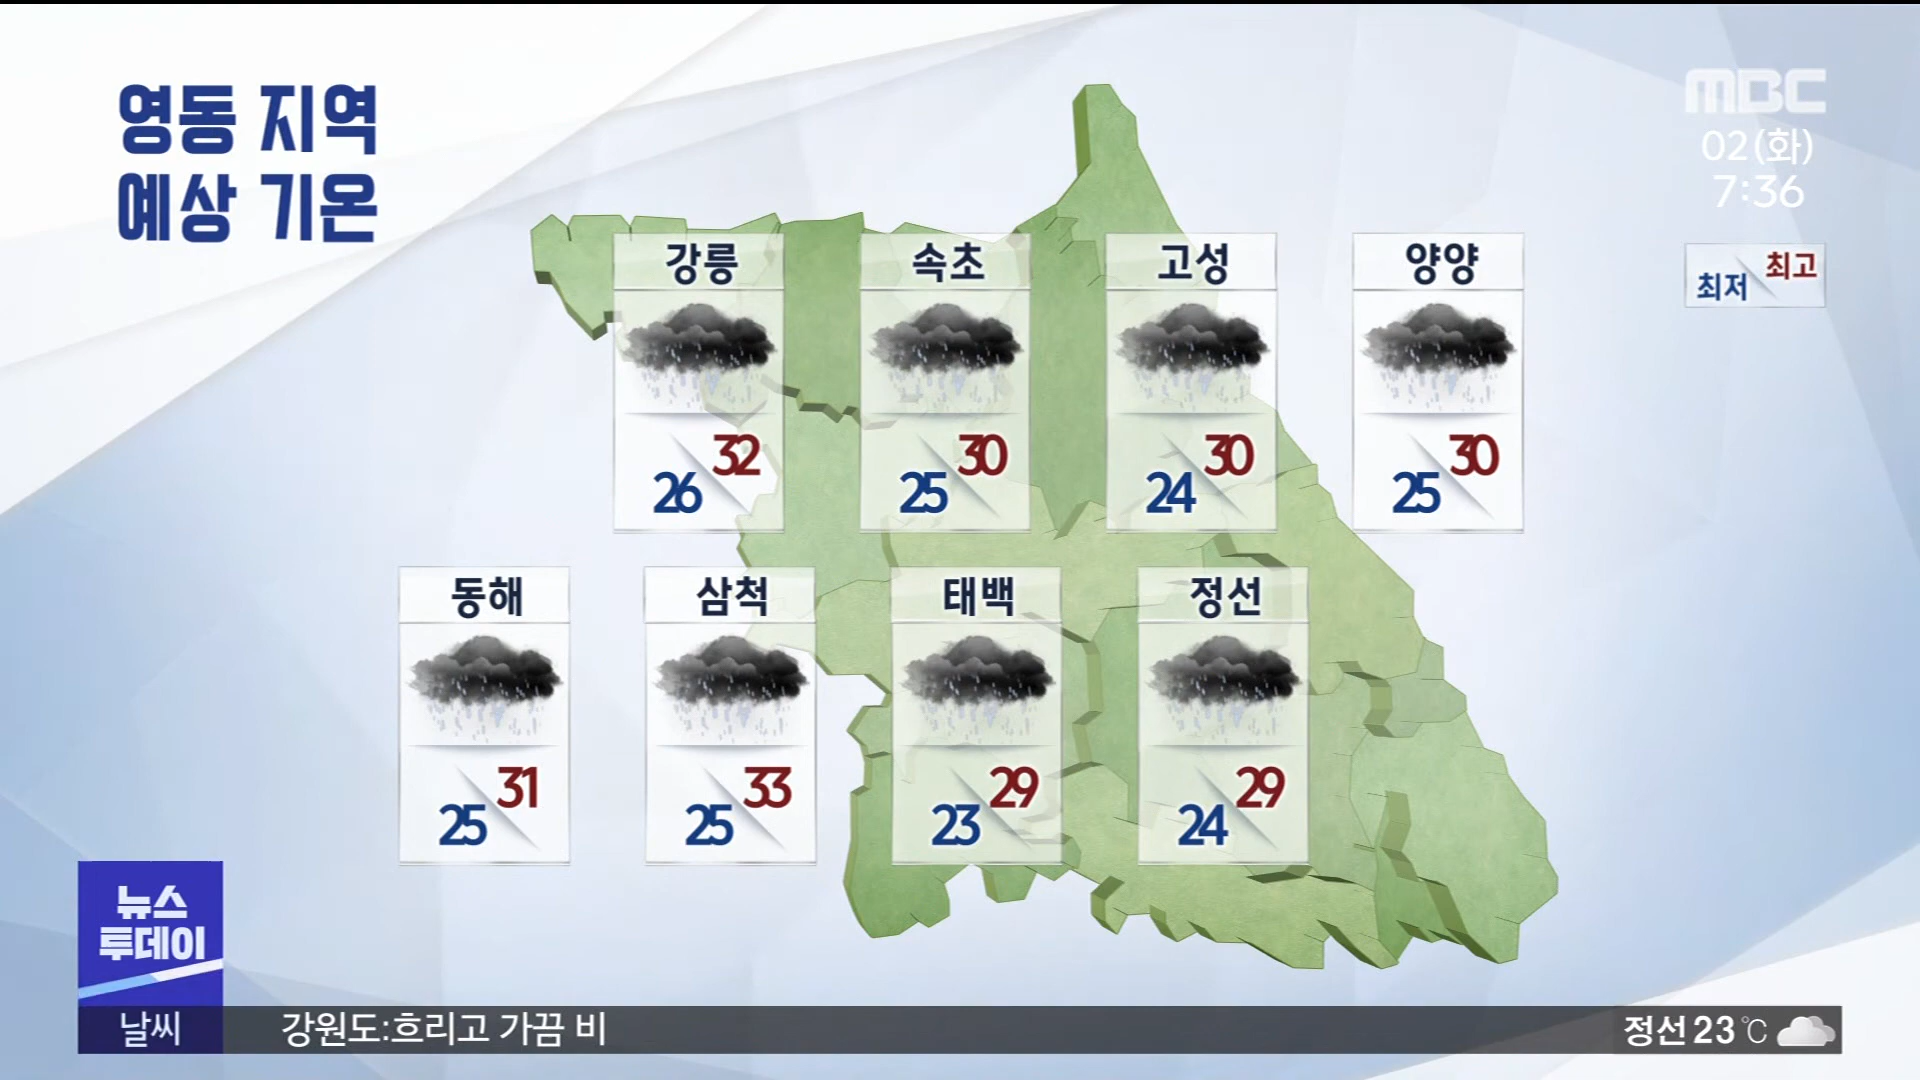 영동 지역
예상 기온
MBC
02(화)
7:36
최저 최고
강릉
26 32
속초
25 30
고성
24 30
양양
25 30
동해
25 31
삼척
25 33
태백
23 29
정선
24 29
뉴스
투데이
날씨
강원도:흐리고 가끔 비
정선 23℃